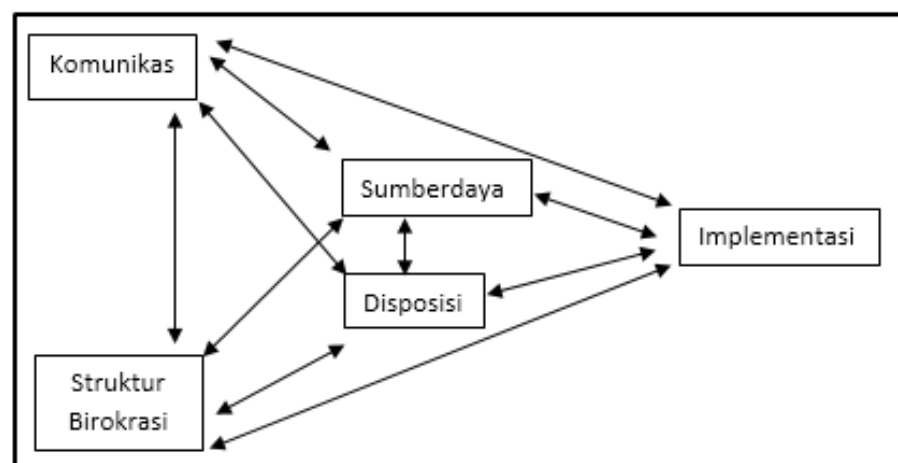 Komunikas
Sumberdaya
Implementasi
Disposisi
Struktur
Birokrasi